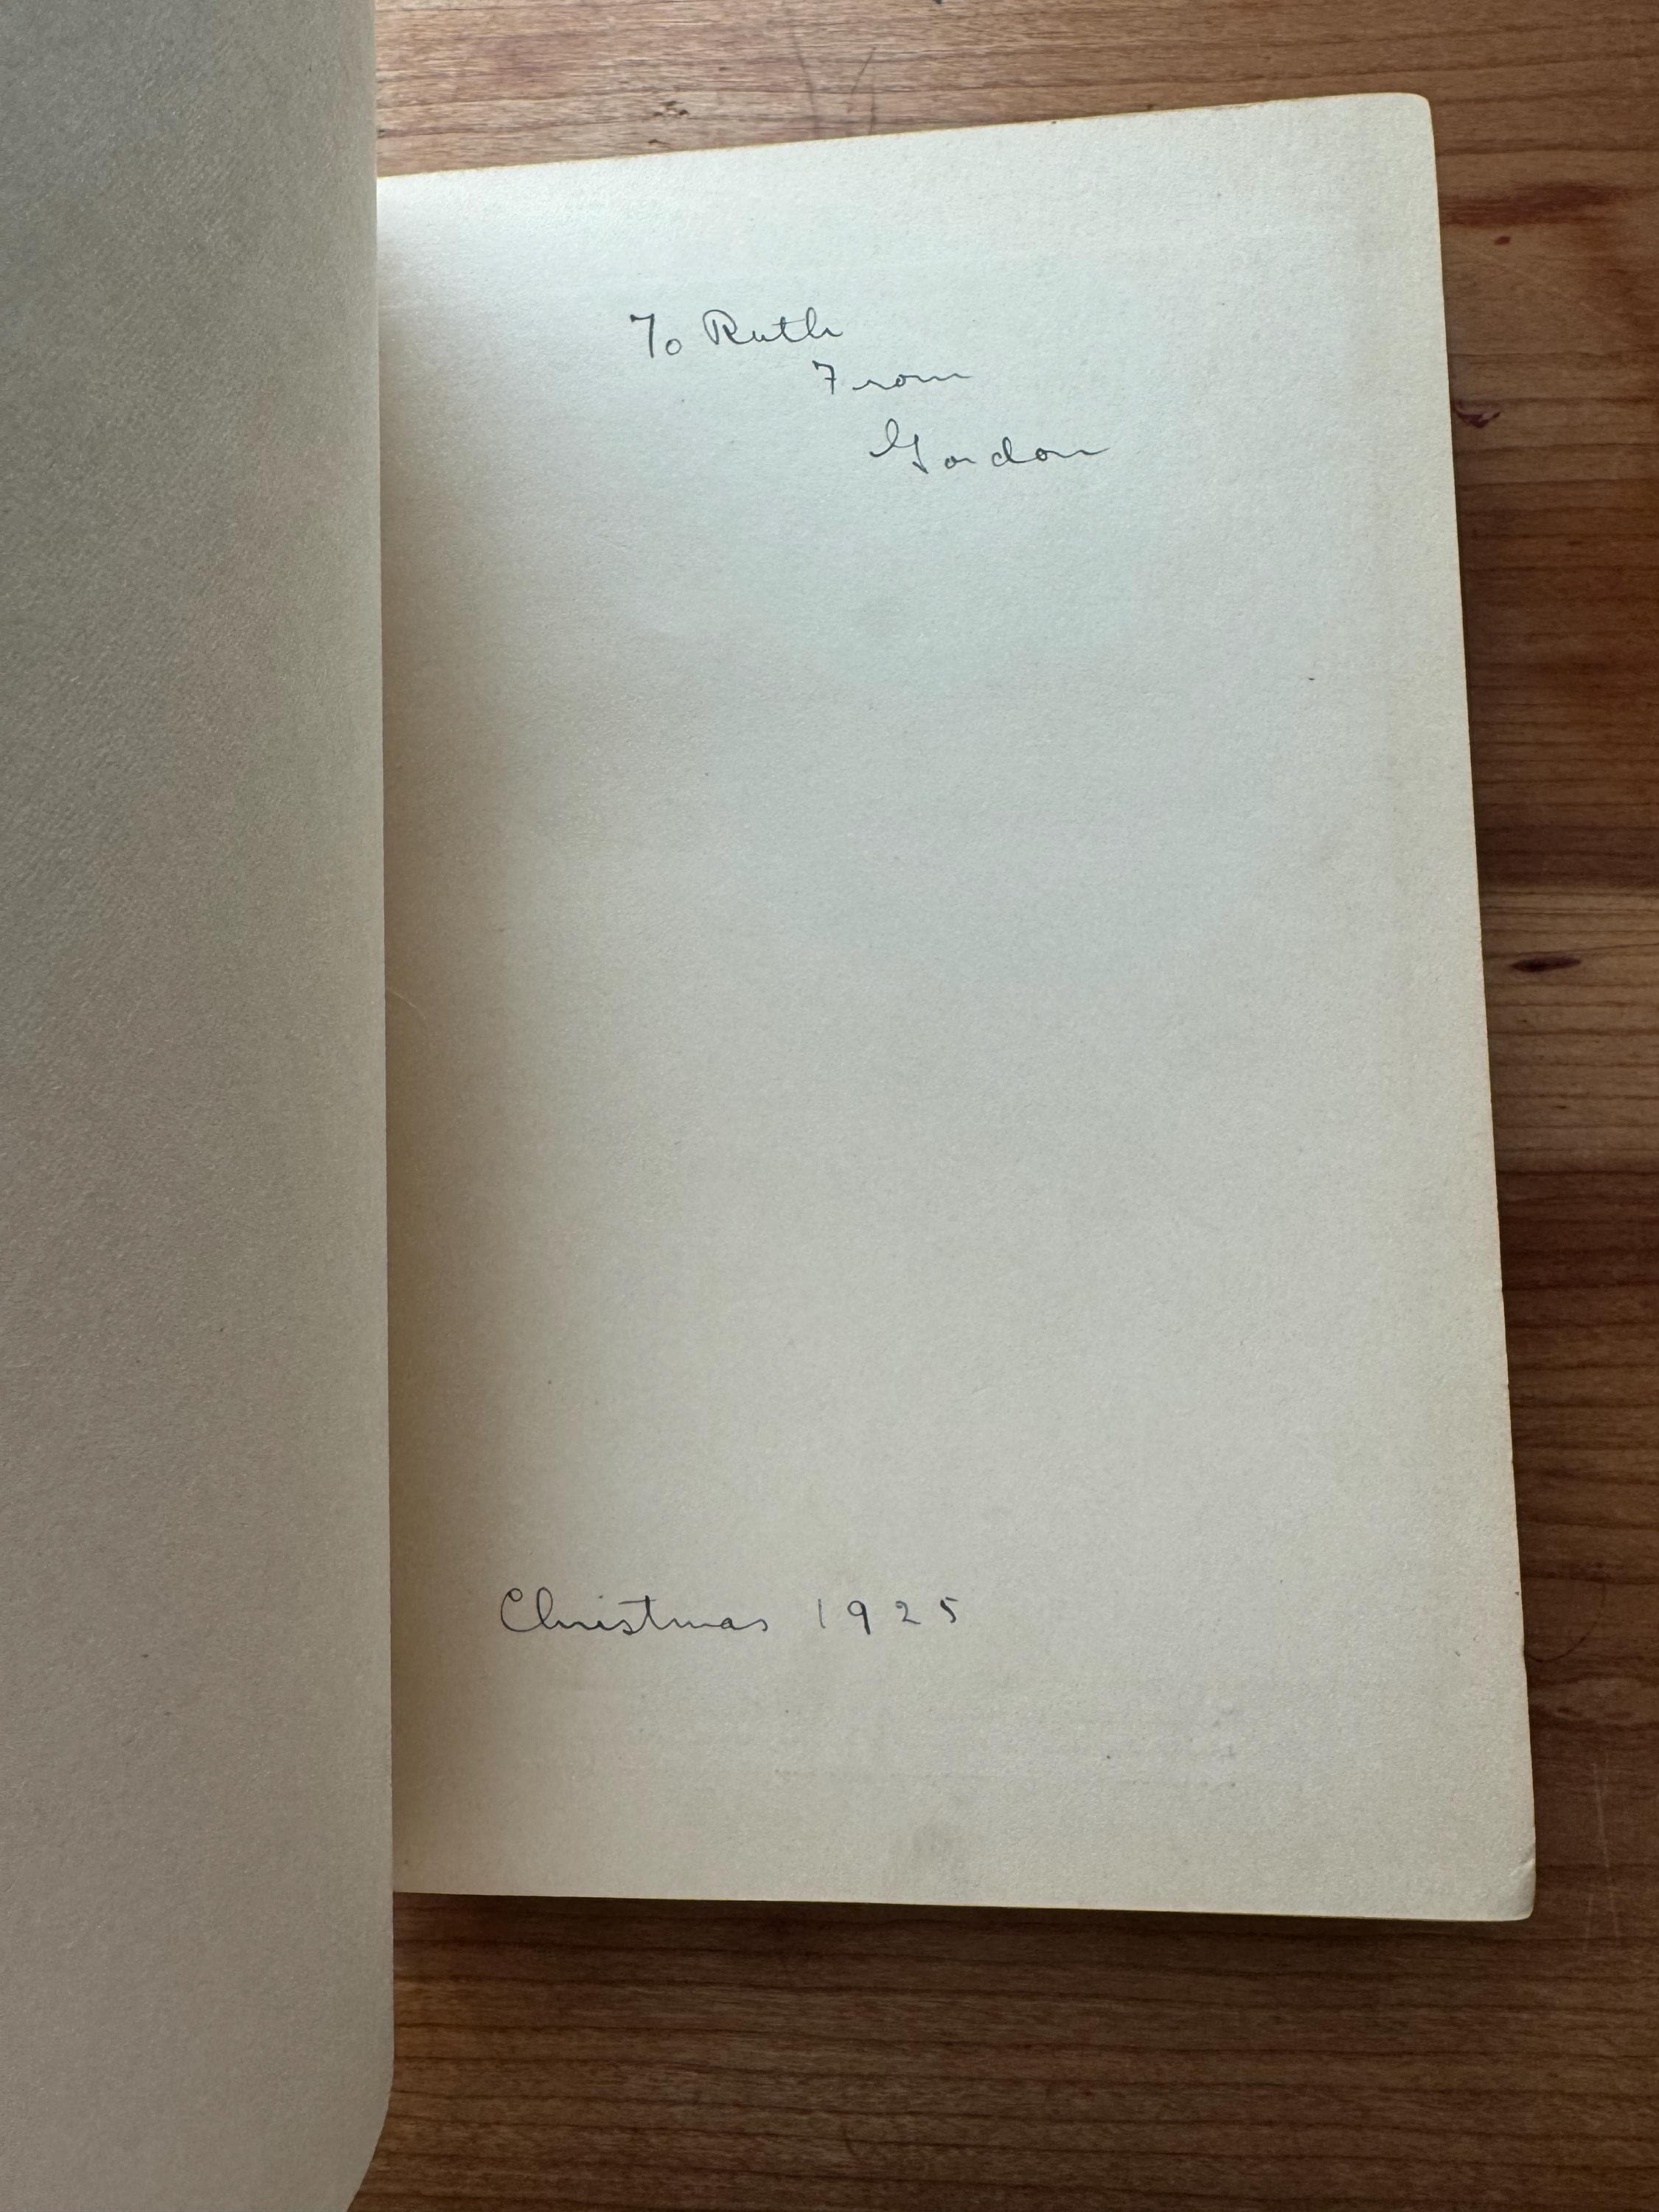 To Ruth
From
Gordon
Christmas 1925